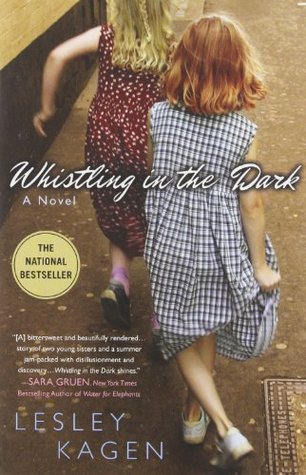 Whistling in the Dark
A Novel
THE
NATIONAL
BESTSELLER
"[A] bittersweet and beautifully rendered...
story of two young sisters and a summer
jam-packed with disillusionment and
discovery...Whistling in the Dark shines."
—SARA GRUEN, New York Times
Bestselling Author of Water for Elephants
LESLEY
KAGEN